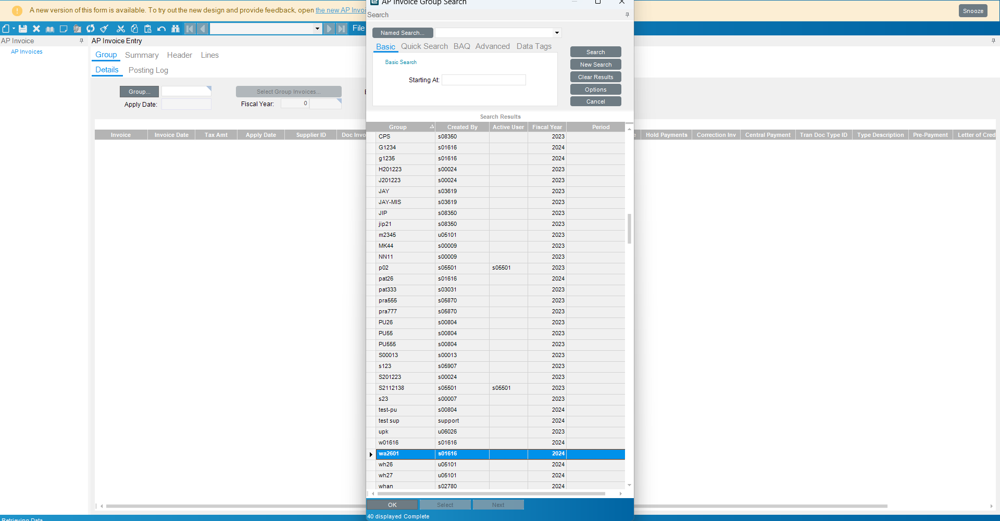 A new version of this form is available. To try out the new design and provide feedback, open the new AP Invoi
Snooze
File
AP Invoice
AP Invoices
AP Invoice Entry
Group Summary Header Lines
Details Posting Log
Group...
Select Group Invoices...
Apply Date:
Fiscal Year: 0
Invoice Invoice Date Tax Amt Apply Date Supplier ID Doc Invo
Hold Payments Correction Inv Central Payment Tran Doc Type ID Type Description Pre-Payment Letter of Cred
Retrieving Data
AP Invoice Group Search
Search
Named Search...
Basic Quick Search BAQ Advanced Data Tags
Basic Search
Starting At:
Search
New Search
Clear Results
Options
Cancel
Search Results
Group Created By Active User Fiscal Year Period
CPS s08350 2023
G1234 s01616 2024
g1235 s01616 2024
H201223 s00024 2023
J201223 s00024 2023
JAY s03619 2023
JAY-MIS s03619 2023
JIP s08350 2023
jip21 s08350 2023
m2345 u05101 2023
MK44 s00009 2023
NN11 s00009 2023
p02 s05501 s05501 2023
pat26 s01616 2024
pat333 s03031 2023
pra555 s05870 2023
pra777 s05870 2023
PU26 s00804 2023
PU55 s00804 2023
PU555 s00804 2023
S00013 s00013 2023
s123 s05907 2023
S201223 s00024 2023
S2112138 s05501 s05501 2023
s23 s00007 2023
test-pu s00804 2024
test sup support 2024
upk u06026 2023
w01616 s01616 2024
wa2601 s01616 2024
wh26 u05101 2024
wh27 u05101 2024
whan s02780 2024
OK Select Next
40 displayed Complete